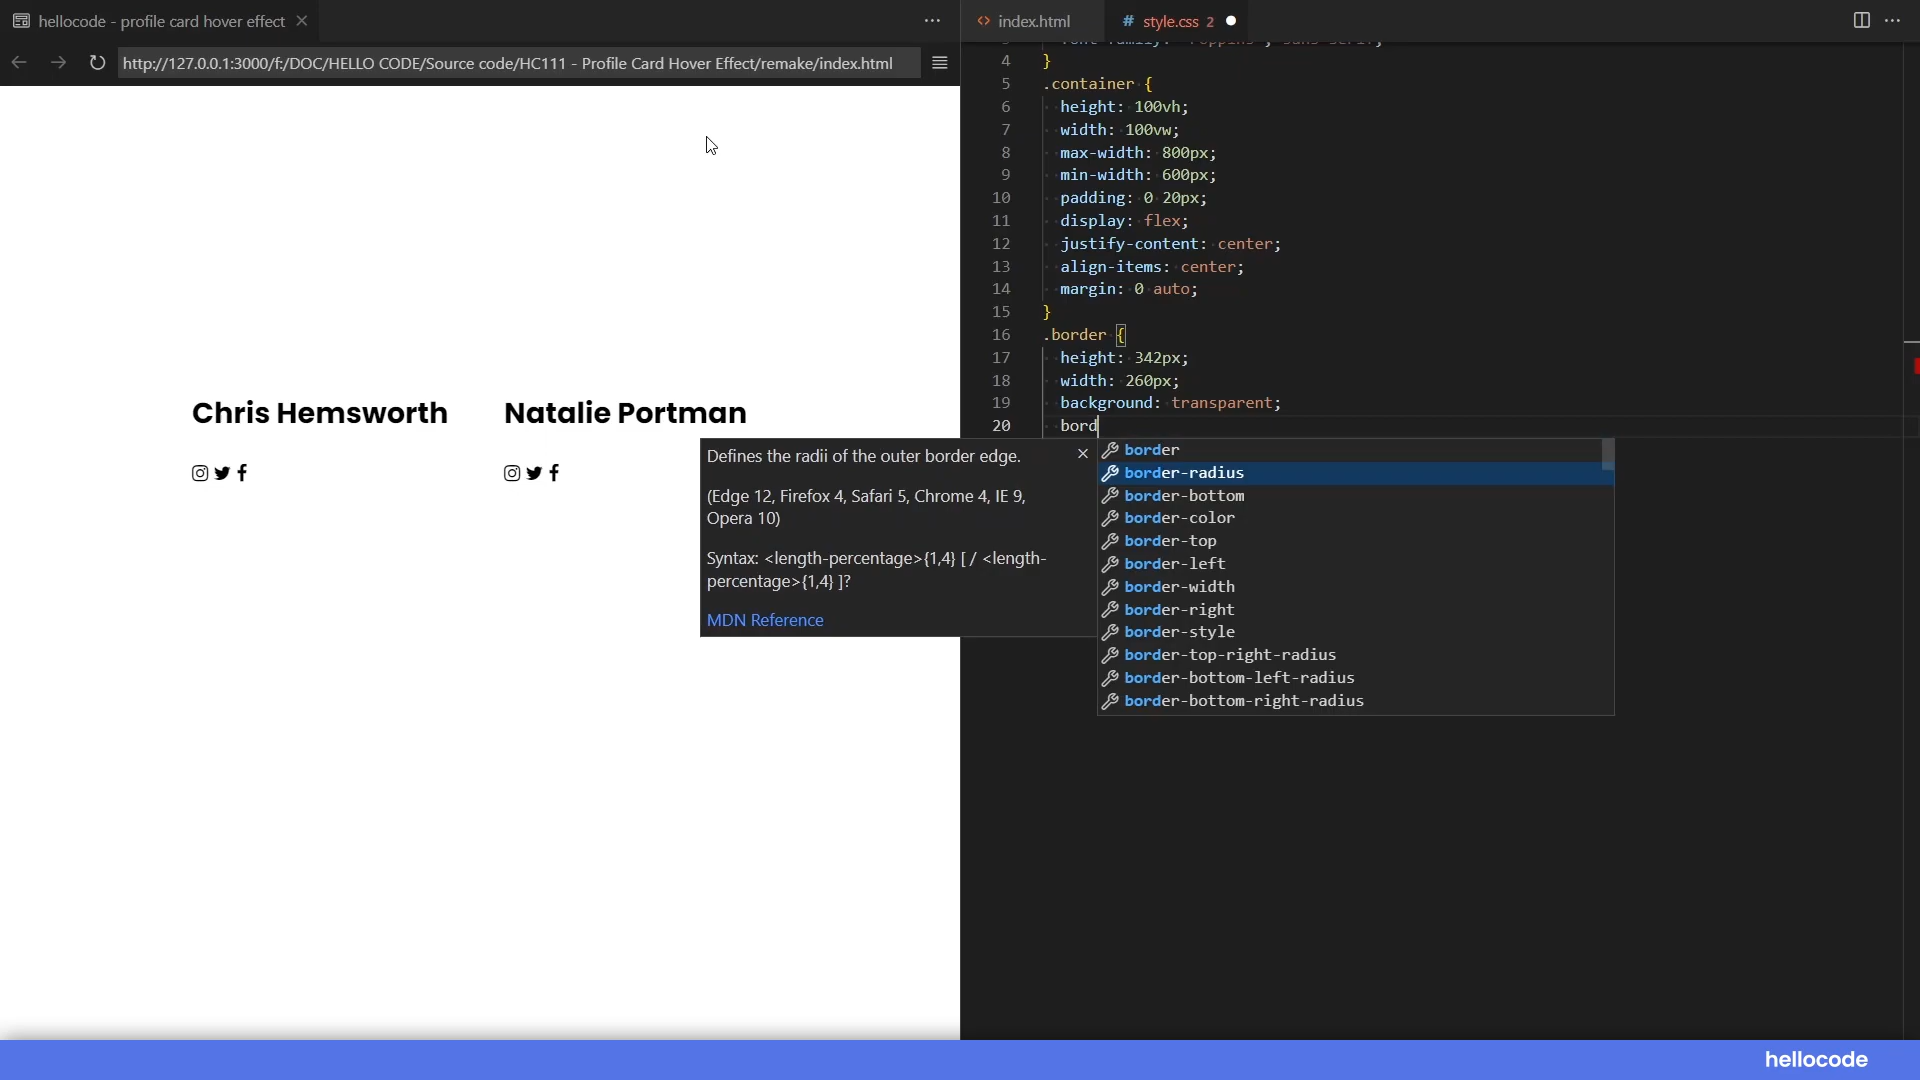 hellocode - profile card hover effect
http://127.0.0.1:3000/f:/DOC/HELLO CODE/Source code/HC111 - Profile Card Hover Effect/remake/index.html
Chris Hemsworth
Natalie Portman
index.html
# style.css 2
4 }
5 .container {
6 height: 100vh;
7 width: 100vw;
8 max-width: 800px;
9 min-width: 600px;
10 padding: 0 20px;
11 display: flex;
12 justify-content: center;
13 align-items: center;
14 margin: 0 auto;
15 }
16 .border {
17 height: 342px;
18 width: 260px;
19 background: transparent;
20 bord
Defines the radii of the outer border edge.
(Edge 12, Firefox 4, Safari 5, Chrome 4, IE 9,
Opera 10)
Syntax: <length-percentage>{1,4} [ / <length-
percentage>{1,4} ]?
MDN Reference
border
border-radius
border-bottom
border-color
border-top
border-left
border-width
border-right
border-style
border-top-right-radius
border-bottom-left-radius
border-bottom-right-radius
hellocode